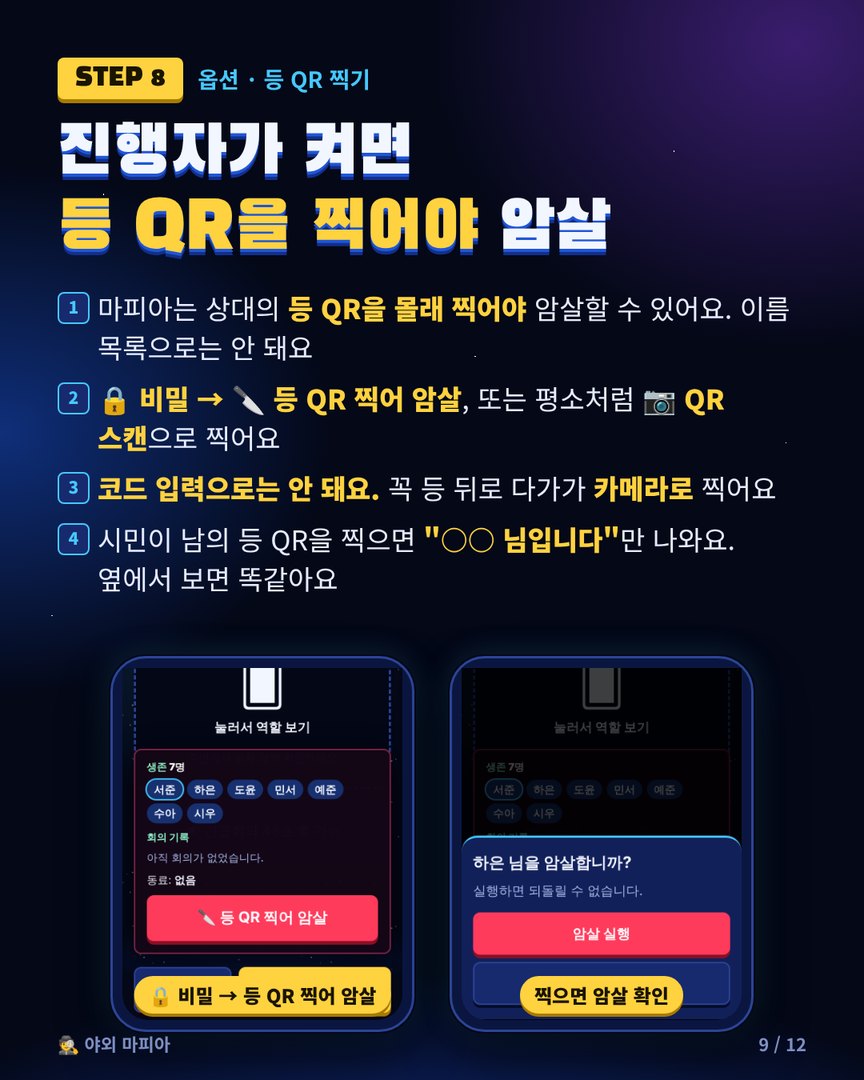 STEP 8
옵션 · 등 QR 찍기
진행자가 켜면
등 QR을 찍어야 암살
1 마피아는 상대의 등 QR을 몰래 찍어야 암살할 수 있어요. 이름
목록으로는 안 돼요
2 🔒 비밀 → 🔪 등 QR 찍어 암살, 또는 평소처럼 📷 QR
스캔으로 찍어요
3 코드 입력으로는 안 돼요. 꼭 등 뒤로 다가가 카메라로 찍어요
4 시민이 남의 등 QR을 찍으면 "○○ 님입니다"만 나와요.
옆에서 보면 똑같아요
눌러서 역할 보기
생존 7명
서준 하은 도윤 민서 예준
수아 시우
회의 기록
아직 회의가 없었습니다.
동료: 없음
🔪 등 QR 찍어 암살
🔒 비밀 → 등 QR 찍어 암살
눌러서 역할 보기
생존 7명
서준 하은 도윤 민서 예준
수아 시우
회의 기록
하은 님을 암살합니까?
실행하면 되돌릴 수 없습니다.
암살 실행
찍으면 암살 확인
🕵️ 야외 마피아
9 / 12